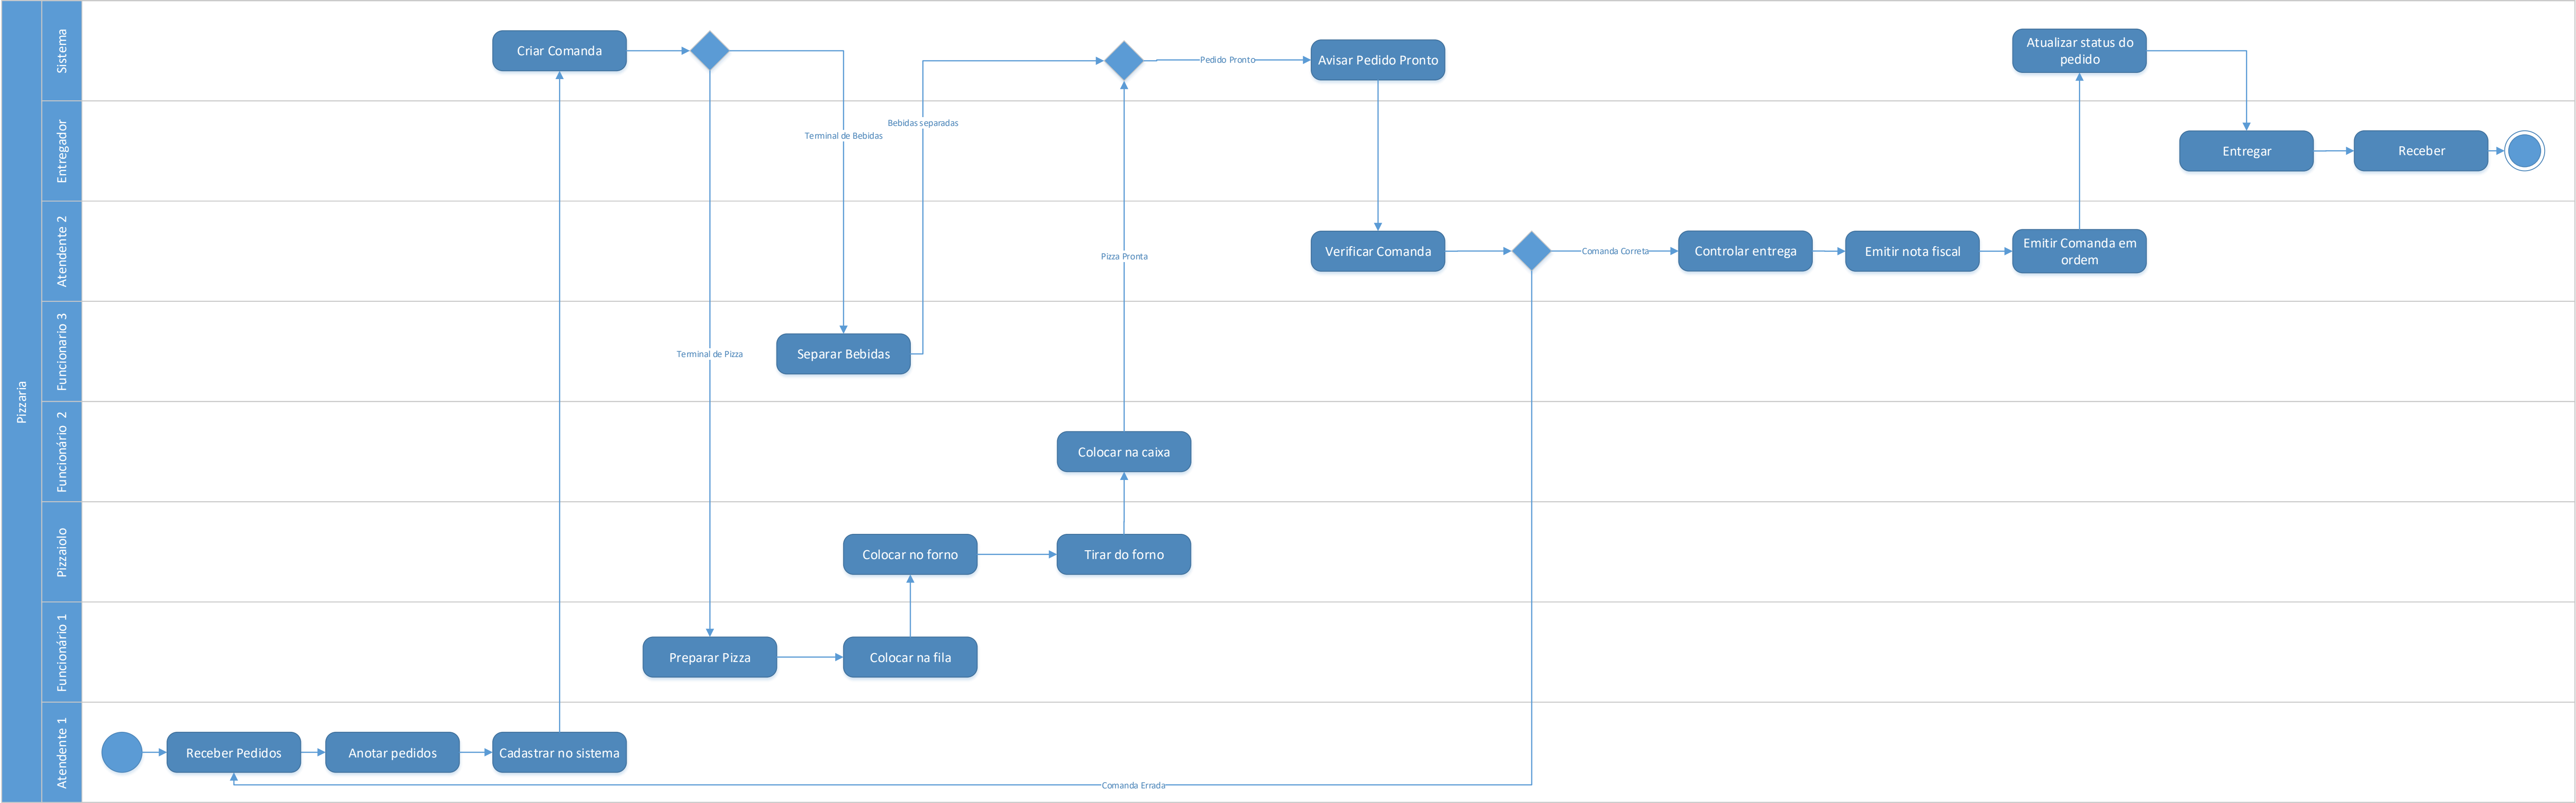 Pizzaria
Sistema
Criar Comanda
Pedido Pronto
Avisar Pedido Pronto
Atualizar status do
pedido
Entregador
Terminal de Bebidas
Bebidas separadas
Entregar
Receber
Atendente 2
Pizza Pronta
Verificar Comanda
Comanda Correta
Controlar entrega
Emitir nota fiscal
Emitir Comanda em
ordem
Funcionario 3
Terminal de Pizza
Separar Bebidas
Funcionário 2
Colocar na caixa
Pizzaiolo
Colocar no forno
Tirar do forno
Funcionário 1
Preparar Pizza
Colocar na fila
Atendente 1
Receber Pedidos
Anotar pedidos
Cadastrar no sistema
Comanda Errada